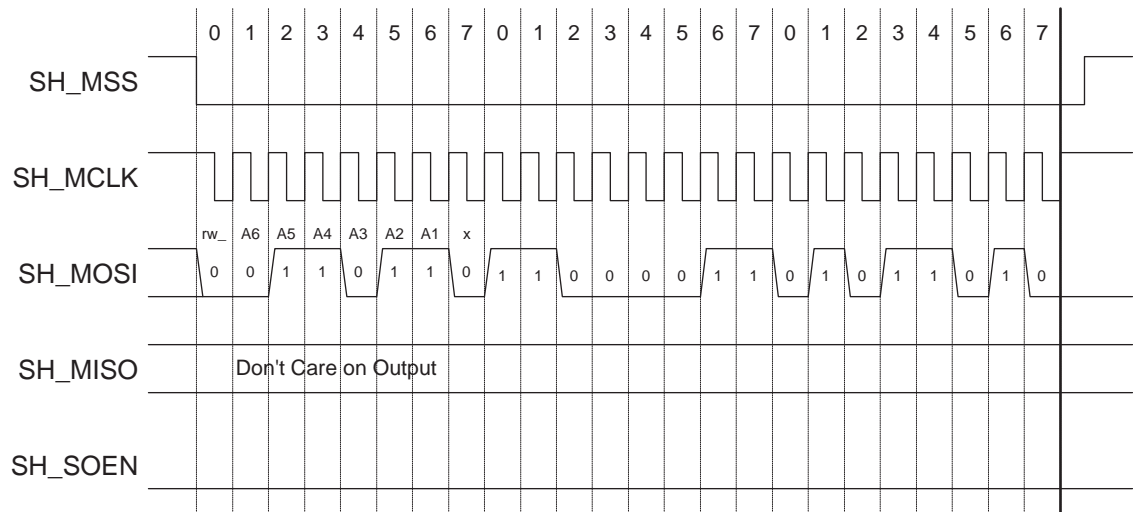 0 1 2 3 4 5 6 7 0 1 2 3 4 5 6 7 0 1 2 3 4 5 6 7
SH_MSS
SH_MCLK
rw_ A6 A5 A4 A3 A2 A1 x
SH_MOSI 0 0 1 1 0 1 1 0 1 1 0 0 0 0 1 1 0 1 0 1 1 0 1 0
SH_MISO Don't Care on Output
SH_SOEN